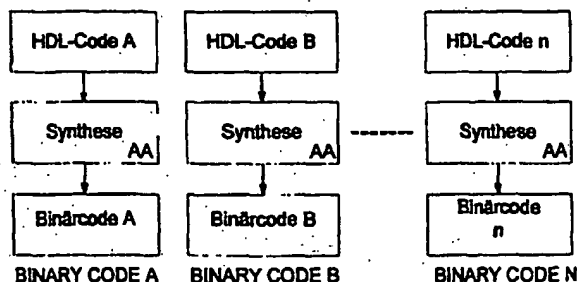 HDL-Code A
HDL-Code B
HDL-Code n
Synthese
AA
Synthese
AA
Synthese
AA
Binärcode A
Binärcode B
Binärcode
n
BINARY CODE A
BINARY CODE B
BINARY CODE N